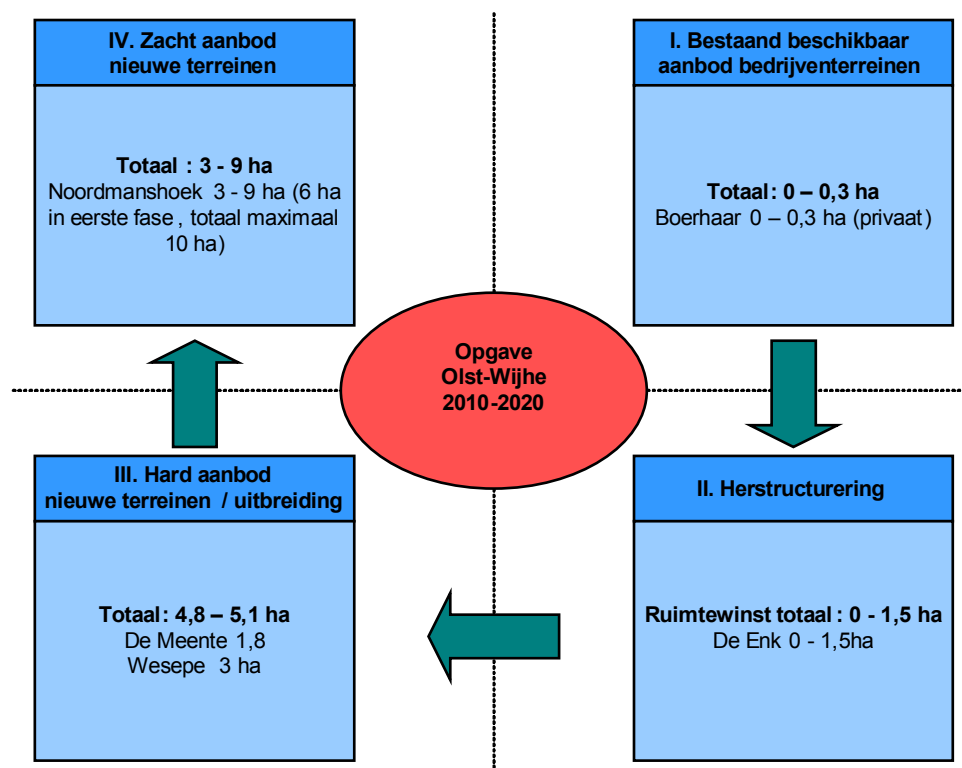 IV. Zacht aanbod
nieuwe terreinen
Totaal : 3 - 9 ha
Noordmanshoek 3 - 9 ha (6 ha
in eerste fase , totaal maximaal
10 ha)
I. Bestaand beschikbaar
aanbod bedrijventerreinen
Totaal: 0 – 0,3 ha
Boerhaar 0 – 0,3 ha (privaat)
Opgave
Olst-Wijhe
2010-2020
III. Hard aanbod
nieuwe terreinen / uitbreiding
Totaal: 4,8 – 5,1 ha
De Meente 1,8
Wesepe 3 ha
II. Herstructurering
Ruimtewinst totaal : 0 - 1,5 ha
De Enk 0 - 1,5ha